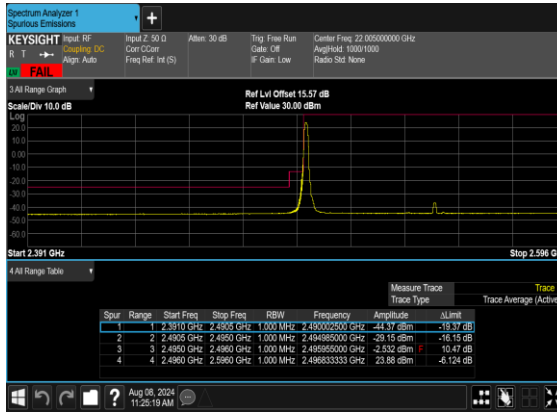 Spectrum Analyzer 1
Spurious Emissions
KEYSIGHT Input: RF Input Z: 50 Ω Atten: 30 dB Trig: Free Run Center Freq: 22.005000000 GHz
R T Coupling: DC Corr CCorr Gate: Off Avg|Hold: 1000/1000
Align: Auto Freq Ref: Int (S) IF Gain: Low Radio Std: None
FAIL
3 All Range Graph Ref Lvl Offset 15.57 dB
Scale/Div 10.0 dB Ref Value 30.00 dBm
Log
20.0
10.0
0.00
-10.0
-20.0
-30.0
-40.0
-50.0
-60.0
Start 2.391 GHz Stop 2.596 G
4 All Range Table
Measure Trace Trace
Trace Type Trace Average (Active
Spur Range Start Freq Stop Freq RBW Frequency Amplitude ΔLimit
1 1 2.3910 GHz 2.4905 GHz 1.000 MHz 2.490002500 GHz -44.37 dBm -19.37 dB
2 2 2.4905 GHz 2.4950 GHz 1.000 MHz 2.494985000 GHz -29.15 dBm -16.15 dB
3 3 2.4950 GHz 2.4960 GHz 1.000 MHz 2.495955000 GHz -2.532 dBm F 10.47 dB
4 4 2.4960 GHz 2.5960 GHz 1.000 MHz 2.496833333 GHz 23.88 dBm -6.124 dB
? Aug 08, 2024
11:25:19 AM